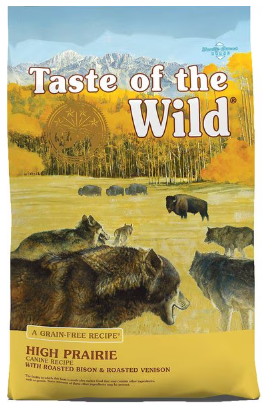 Taste of the
Wild®
A GRAIN-FREE RECIPE*
HIGH PRAIRIE
CANINE RECIPE
WITH ROASTED BISON & ROASTED VENISON